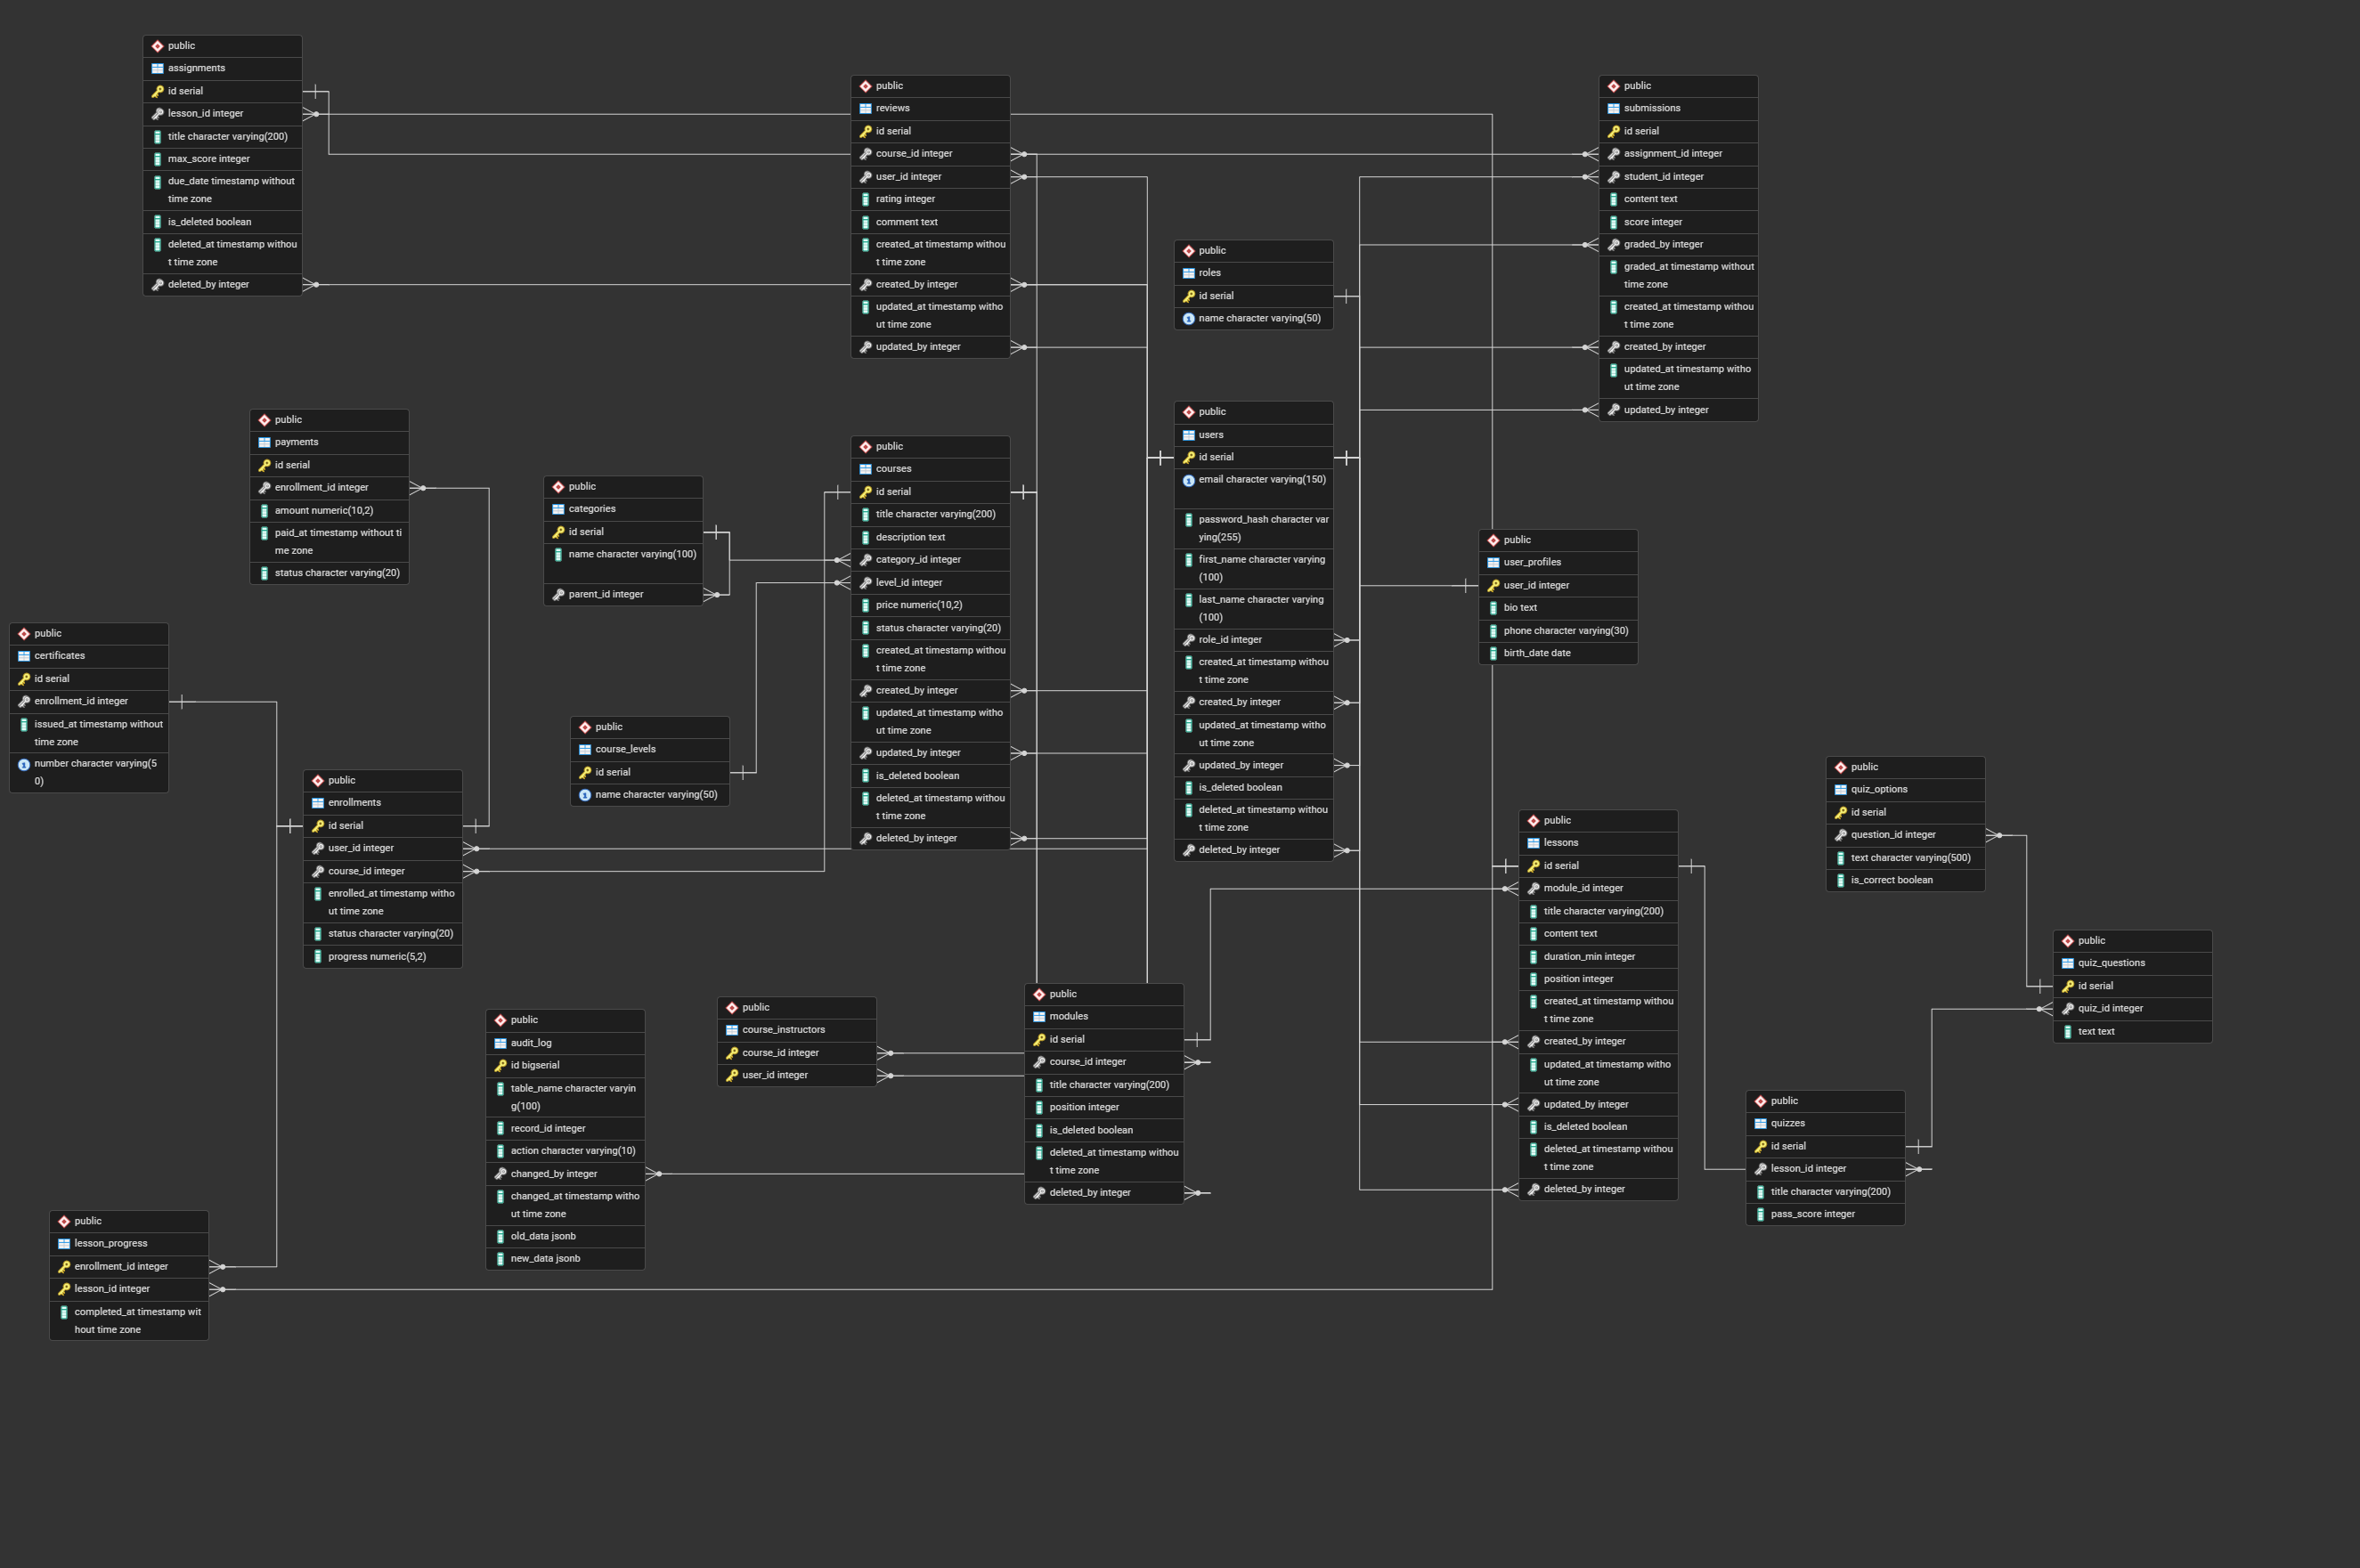 public
assignments
id serial
lesson_id integer
title character varying(200)
max_score integer
due_date timestamp without
time zone
is_deleted boolean
deleted_at timestamp withou
t time zone
deleted_by integer
public
reviews
id serial
course_id integer
user_id integer
rating integer
comment text
created_at timestamp withou
t time zone
created_by integer
updated_at timestamp witho
ut time zone
updated_by integer
public
submissions
id serial
assignment_id integer
student_id integer
content text
score integer
graded_by integer
graded_at timestamp without
time zone
created_at timestamp withou
t time zone
created_by integer
updated_at timestamp witho
ut time zone
updated_by integer
public
roles
id serial
name character varying(50)
public
payments
id serial
enrollment_id integer
amount numeric(10,2)
paid_at timestamp without ti
me zone
status character varying(20)
public
categories
id serial
name character varying(100)
parent_id integer
public
courses
id serial
title character varying(200)
description text
category_id integer
level_id integer
price numeric(10,2)
status character varying(20)
created_at timestamp withou
t time zone
created_by integer
updated_at timestamp witho
ut time zone
updated_by integer
is_deleted boolean
deleted_at timestamp withou
t time zone
deleted_by integer
public
users
id serial
email character varying(150)
password_hash character var
ying(255)
first_name character varying
(100)
last_name character varying
(100)
role_id integer
created_at timestamp withou
t time zone
created_by integer
updated_at timestamp witho
ut time zone
updated_by integer
is_deleted boolean
deleted_at timestamp withou
t time zone
deleted_by integer
public
user_profiles
user_id integer
bio text
phone character varying(30)
birth_date date
public
certificates
id serial
enrollment_id integer
issued_at timestamp without
time zone
number character varying(5
0)
public
course_levels
id serial
name character varying(50)
public
enrollments
id serial
user_id integer
course_id integer
enrolled_at timestamp witho
ut time zone
status character varying(20)
progress numeric(5,2)
public
lessons
id serial
module_id integer
title character varying(200)
content text
duration_min integer
position integer
created_at timestamp withou
t time zone
created_by integer
updated_at timestamp witho
ut time zone
updated_by integer
is_deleted boolean
deleted_at timestamp withou
t time zone
deleted_by integer
public
quiz_options
id serial
question_id integer
text character varying(500)
is_correct boolean
public
quiz_questions
id serial
quiz_id integer
text text
public
audit_log
id bigserial
table_name character varyin
g(100)
record_id integer
action character varying(10)
changed_by integer
changed_at timestamp witho
ut time zone
old_data jsonb
new_data jsonb
public
course_instructors
course_id integer
user_id integer
public
modules
id serial
course_id integer
title character varying(200)
position integer
is_deleted boolean
deleted_at timestamp withou
t time zone
deleted_by integer
public
quizzes
id serial
lesson_id integer
title character varying(200)
pass_score integer
public
lesson_progress
enrollment_id integer
lesson_id integer
completed_at timestamp wit
hout time zone